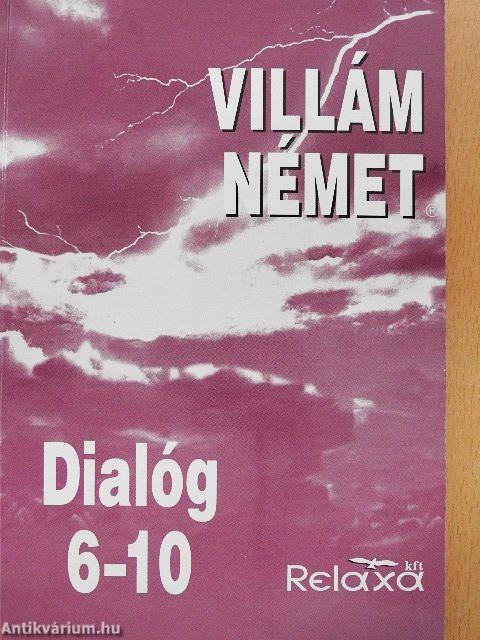 VILLÁM
NÉMET®
Dialóg
6-10
kft
Relaxa
Antikvárium.hu